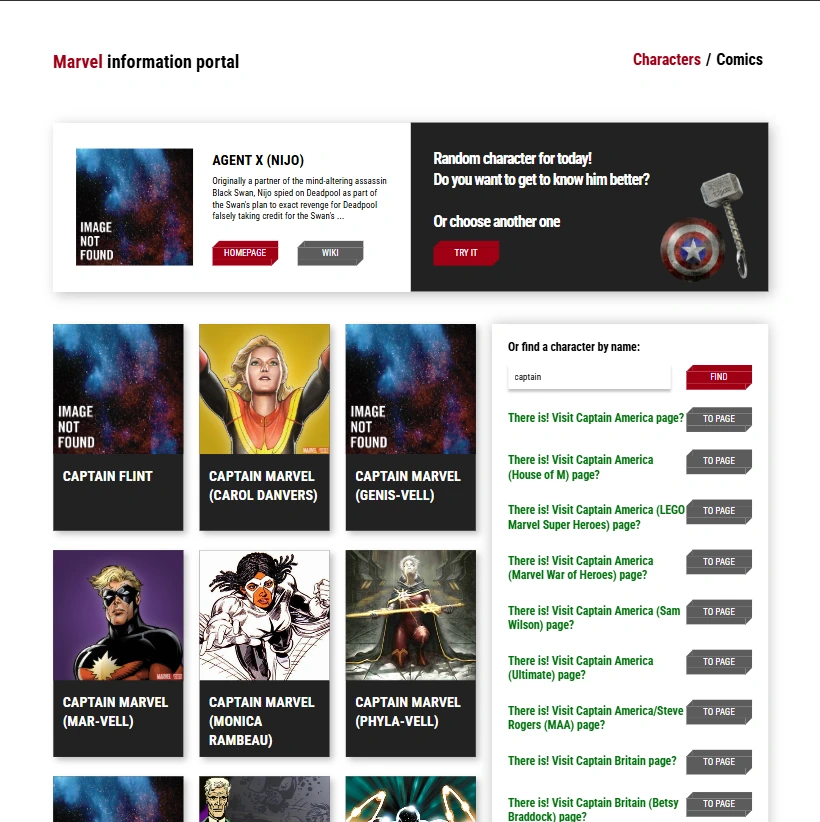 Marvel information portal
Characters / Comics
IMAGE
NOT
FOUND
AGENT X (NIJO)
Originally a partner of the mind-altering assassin
Black Swan, Nijo spied on Deadpool as part of
the Swan's plan to exact revenge for Deadpool
falsely taking credit for the Swan's ...
HOMEPAGE
WIKI
Random character for today!
Do you want to get to know him better?
Or choose another one
TRY IT
IMAGE
NOT
FOUND
CAPTAIN FLINT
CAPTAIN MARVEL
(CAROL DANVERS)
IMAGE
NOT
FOUND
CAPTAIN MARVEL
(GENIS-VELL)
CAPTAIN MARVEL
(MAR-VELL)
CAPTAIN MARVEL
(MONICA
RAMBEAU)
CAPTAIN MARVEL
(PHYLA-VELL)
Or find a character by name:
captain
FIND
There is! Visit Captain America page?
TO PAGE
There is! Visit Captain America
(House of M) page?
TO PAGE
There is! Visit Captain America (LEGO
Marvel Super Heroes) page?
TO PAGE
There is! Visit Captain America
(Marvel War of Heroes) page?
TO PAGE
There is! Visit Captain America (Sam
Wilson) page?
TO PAGE
There is! Visit Captain America
(Ultimate) page?
TO PAGE
There is! Visit Captain America/Steve
Rogers (MAA) page?
TO PAGE
There is! Visit Captain Britain page?
TO PAGE
There is! Visit Captain Britain (Betsy
Braddock) page?
TO PAGE